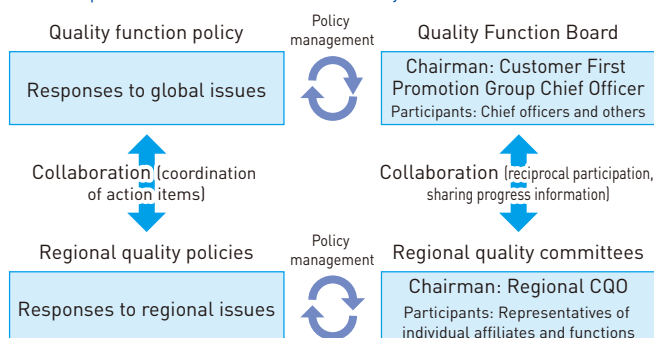 Quality function policy
Policy
management
Quality Function Board
Responses to global issues
Chairman: Customer First
Promotion Group Chief Officer
Participants: Chief officers and others
Collaboration (coordination
of action items)
Collaboration (reciprocal participation,
sharing progress information)
Regional quality policies
Policy
management
Regional quality committees
Responses to regional issues
Chairman: Regional CQO
Participants: Representatives of
individual affiliates and functions